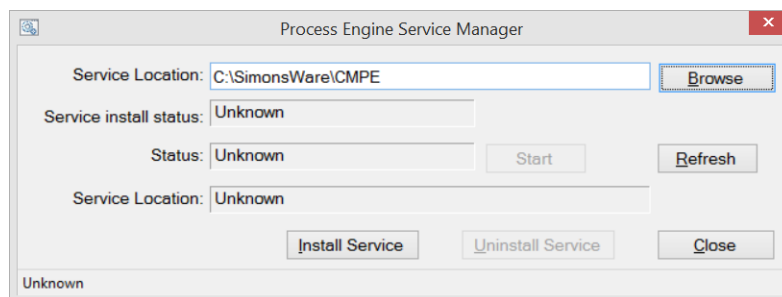 Process Engine Service Manager
Service Location: C:\SimonsWare\CMPE Browse
Service install status: Unknown
Status: Unknown Start Refresh
Service Location: Unknown
Install Service Uninstall Service Close
Unknown